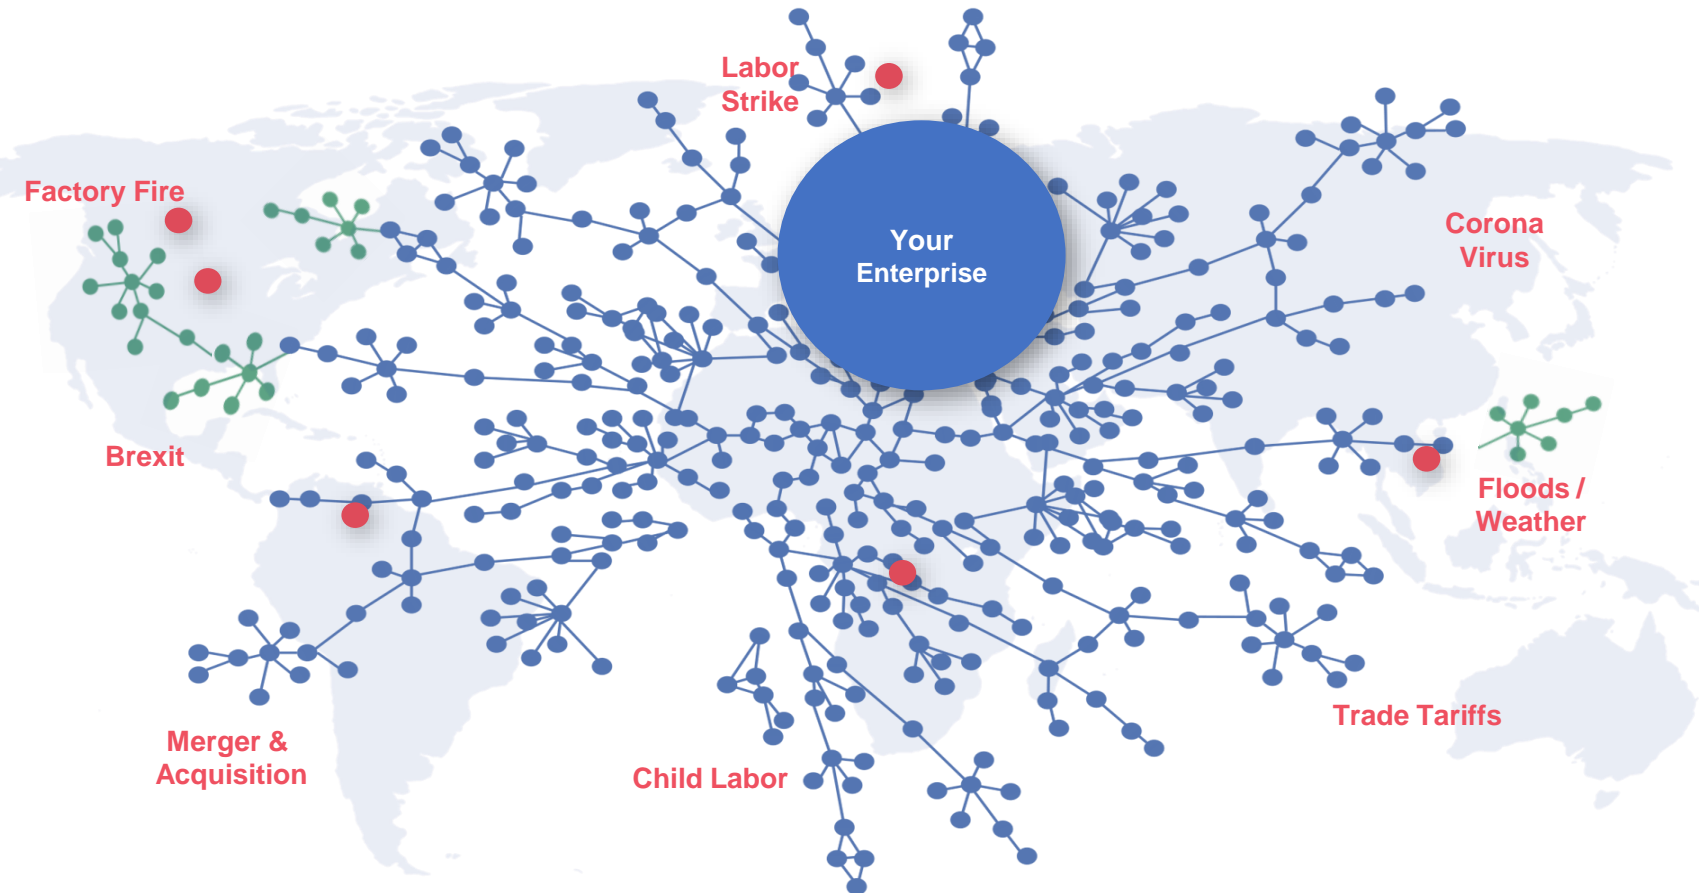 Labor
Strike
Factory Fire
Your
Enterprise
Corona
Virus
Brexit
Floods /
Weather
Trade Tariffs
Merger &
Acquisition
Child Labor